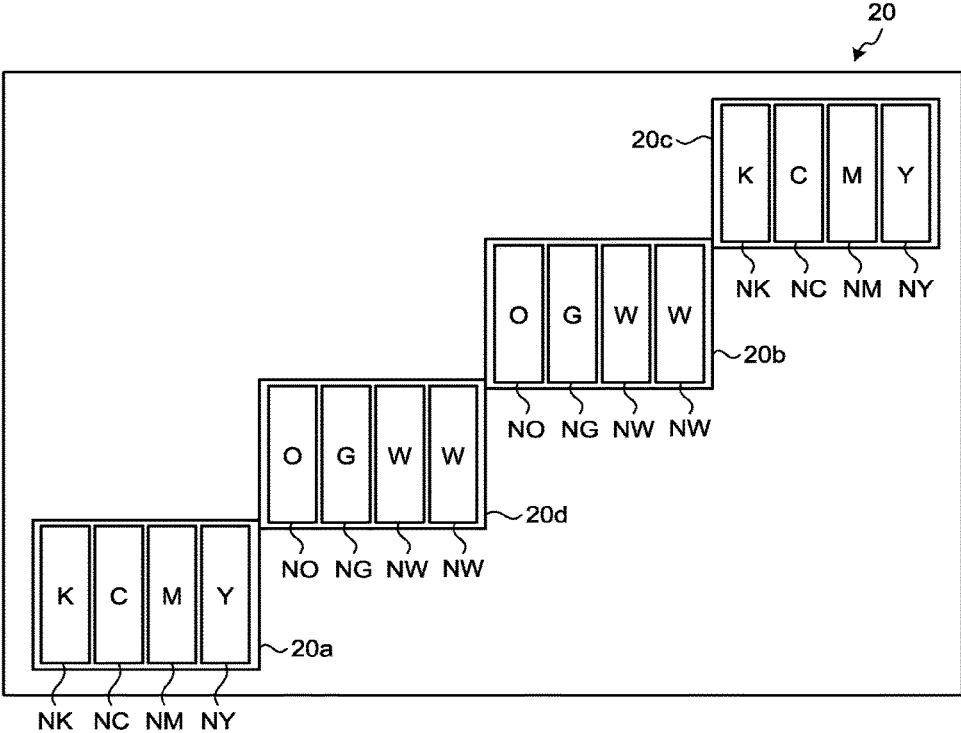 20
20c
K C M Y
NK NC NM NY
O G W W
20b
NO NG NW NW
O G W W
20d
NO NG NW NW
K C M Y
20a
NK NC NM NY